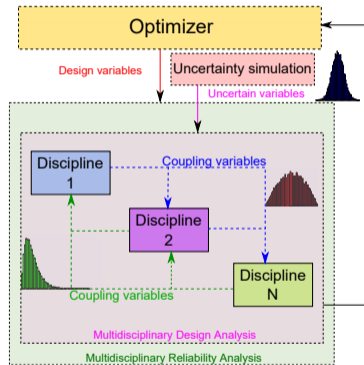 Optimizer
Design variables
Uncertainty simulation
Uncertain variables
Discipline
1
Coupling variables
Discipline
2
Discipline
N
Coupling variables
Multidisciplinary Design Analysis
Multidisciplinary Reliability Analysis